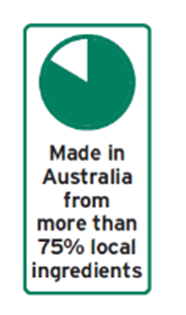 Made in
Australia
from
more than
75% local
ingredients